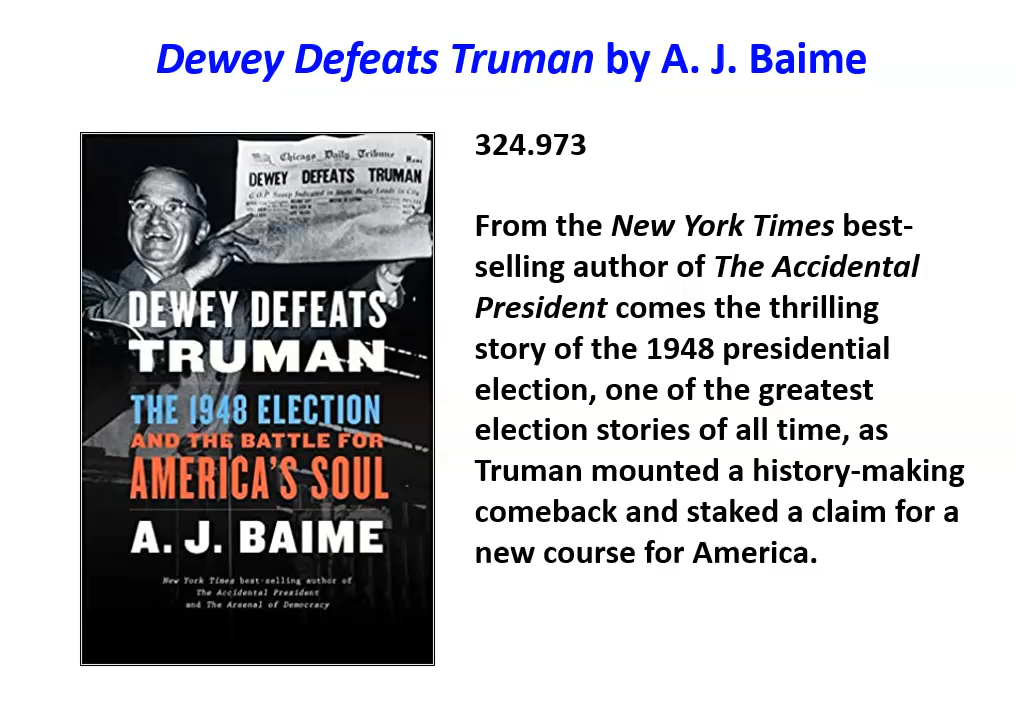 Dewey Defeats Truman by A. J. Baime
Chicago Daily Tribune
DEWEY DEFEATS TRUMAN
DEWEY DEFEATS
TRUMAN
THE 1948 ELECTION
AND THE BATTLE FOR
AMERICA'S SOUL
A. J. BAIME
New York Times best-selling author of
The Accidental President
and The Arsenal of Democracy
324.973
From the New York Times best-
selling author of The Accidental
President comes the thrilling
story of the 1948 presidential
election, one of the greatest
election stories of all time, as
Truman mounted a history-making
comeback and staked a claim for a
new course for America.